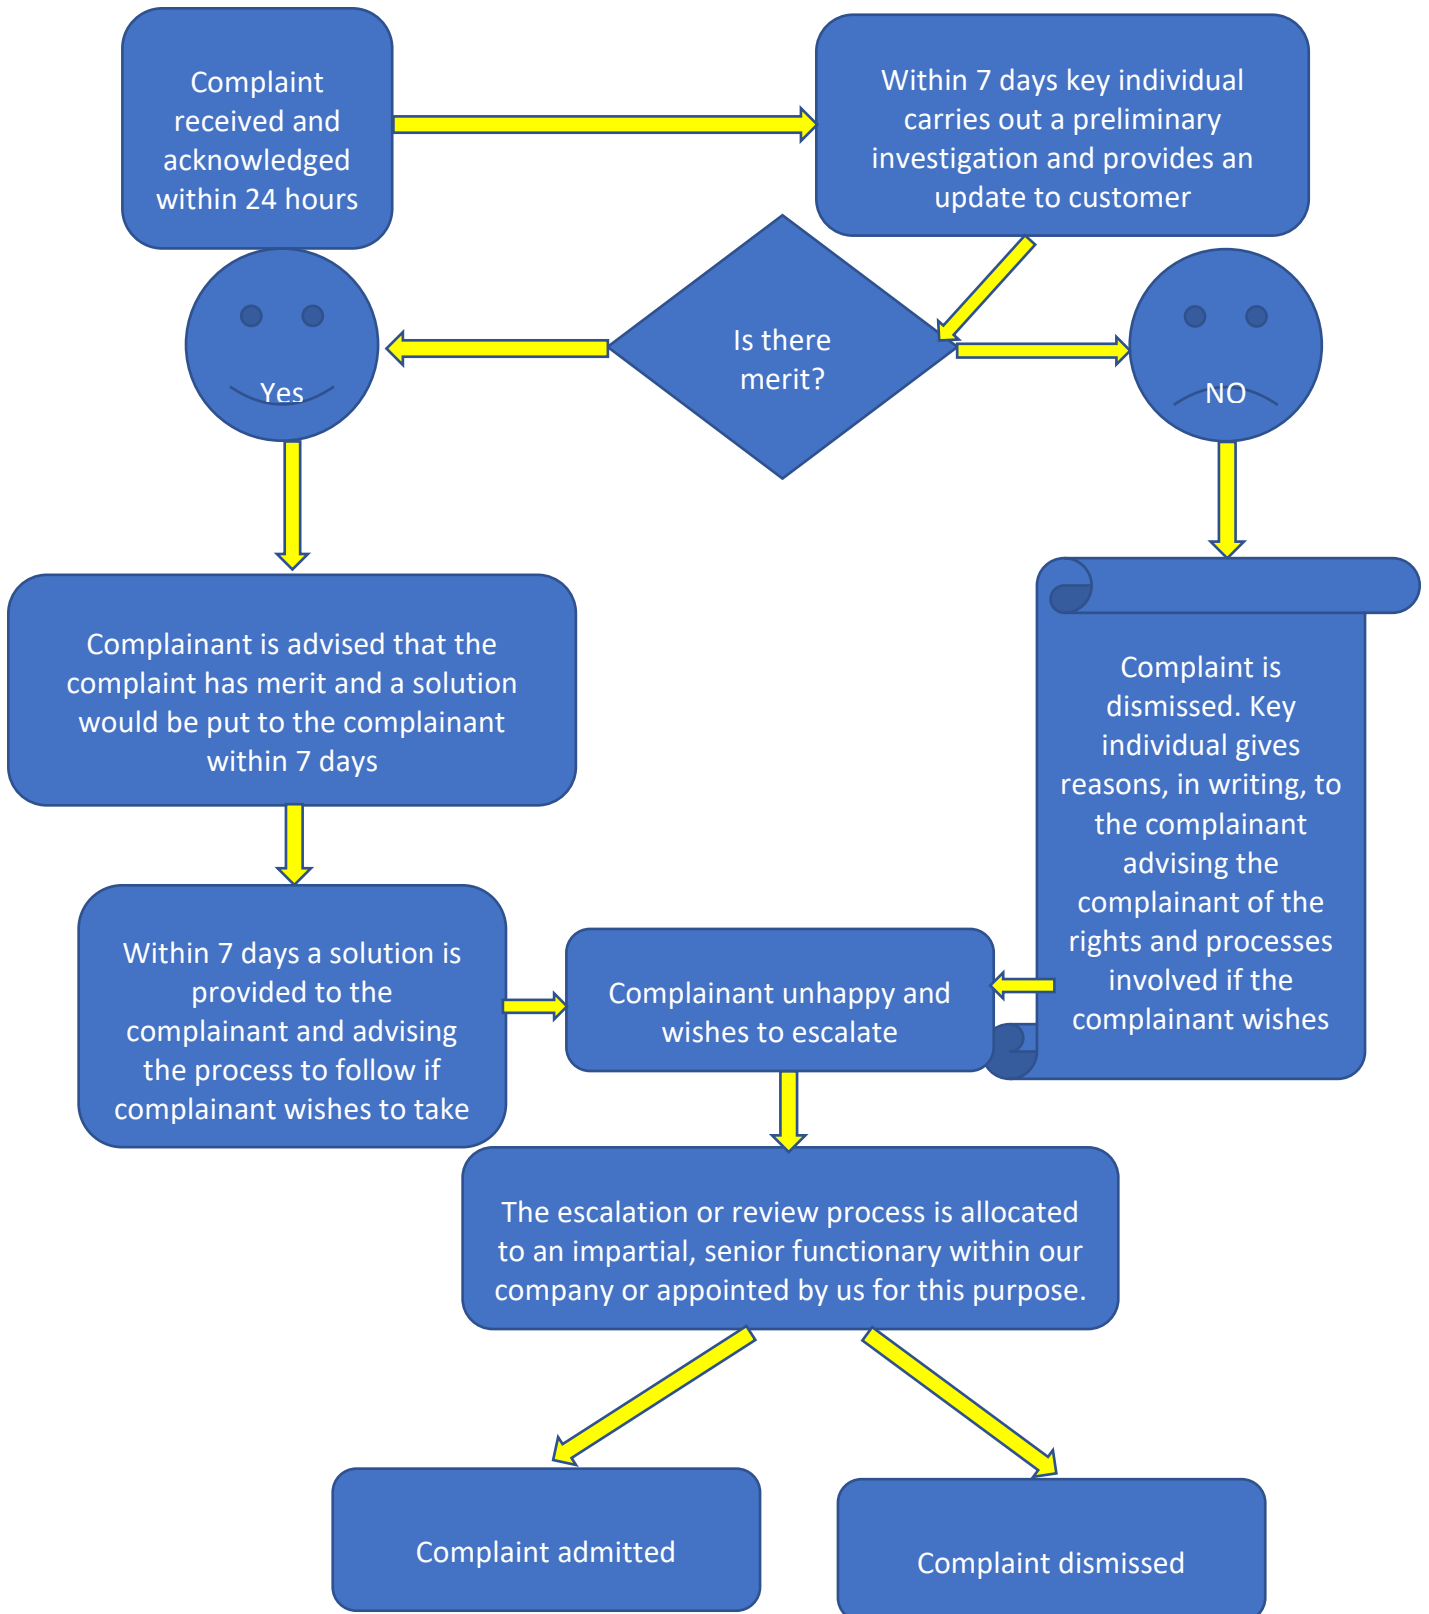 Complaint
received and
acknowledged
within 24 hours
Within 7 days key individual
carries out a preliminary
investigation and provides an
update to customer
Is there
merit?
Yes
NO
Complainant is advised that the
complaint has merit and a solution
would be put to the complainant
within 7 days
Complaint is
dismissed. Key
individual gives
reasons, in writing, to
the complainant
advising the
complainant of the
rights and processes
involved if the
complainant wishes
Within 7 days a solution is
provided to the
complainant and advising
the process to follow if
complainant wishes to take
Complainant unhappy and
wishes to escalate
The escalation or review process is allocated
to an impartial, senior functionary within our
company or appointed by us for this purpose.
Complaint admitted
Complaint dismissed